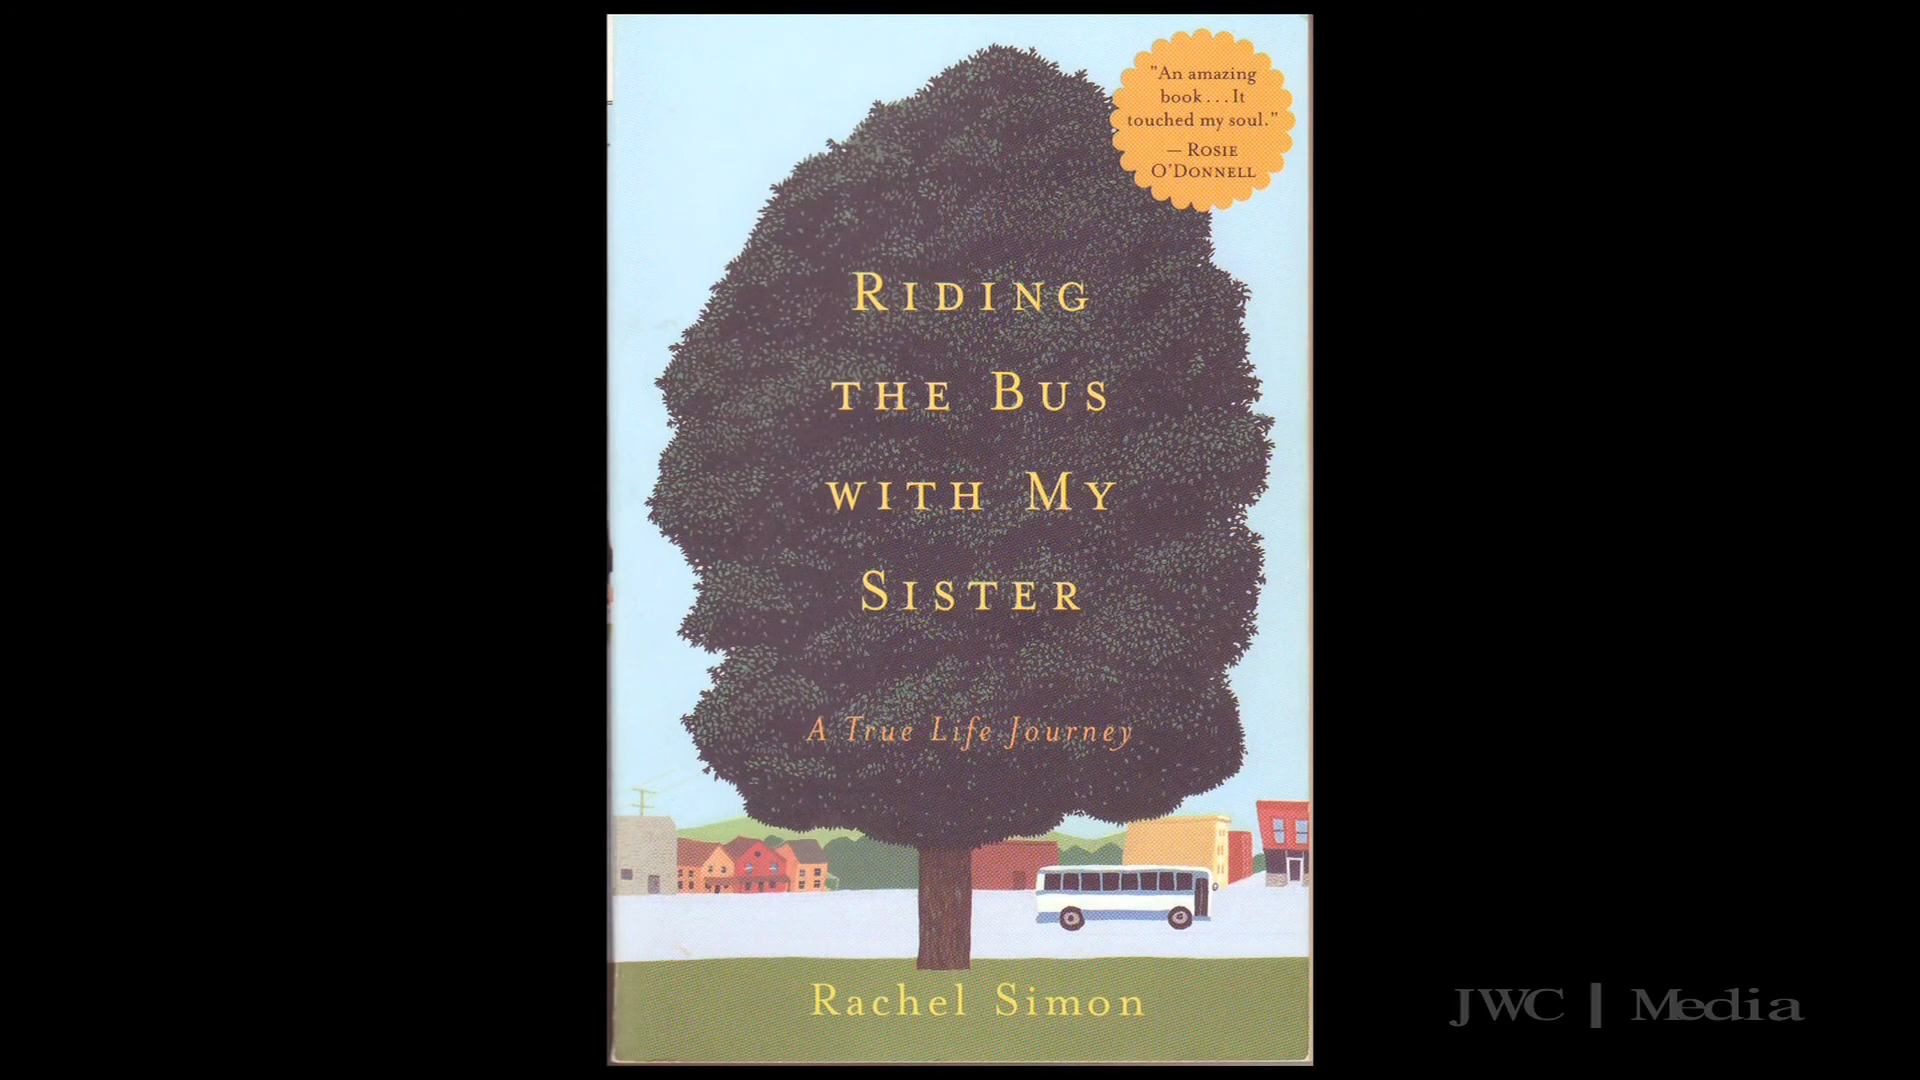 "An amazing
book...It
touched my soul."
— Rosie
O'Donnell
Riding
the Bus
with My
Sister
A True Life Journey
Rachel Simon
JWC | Media